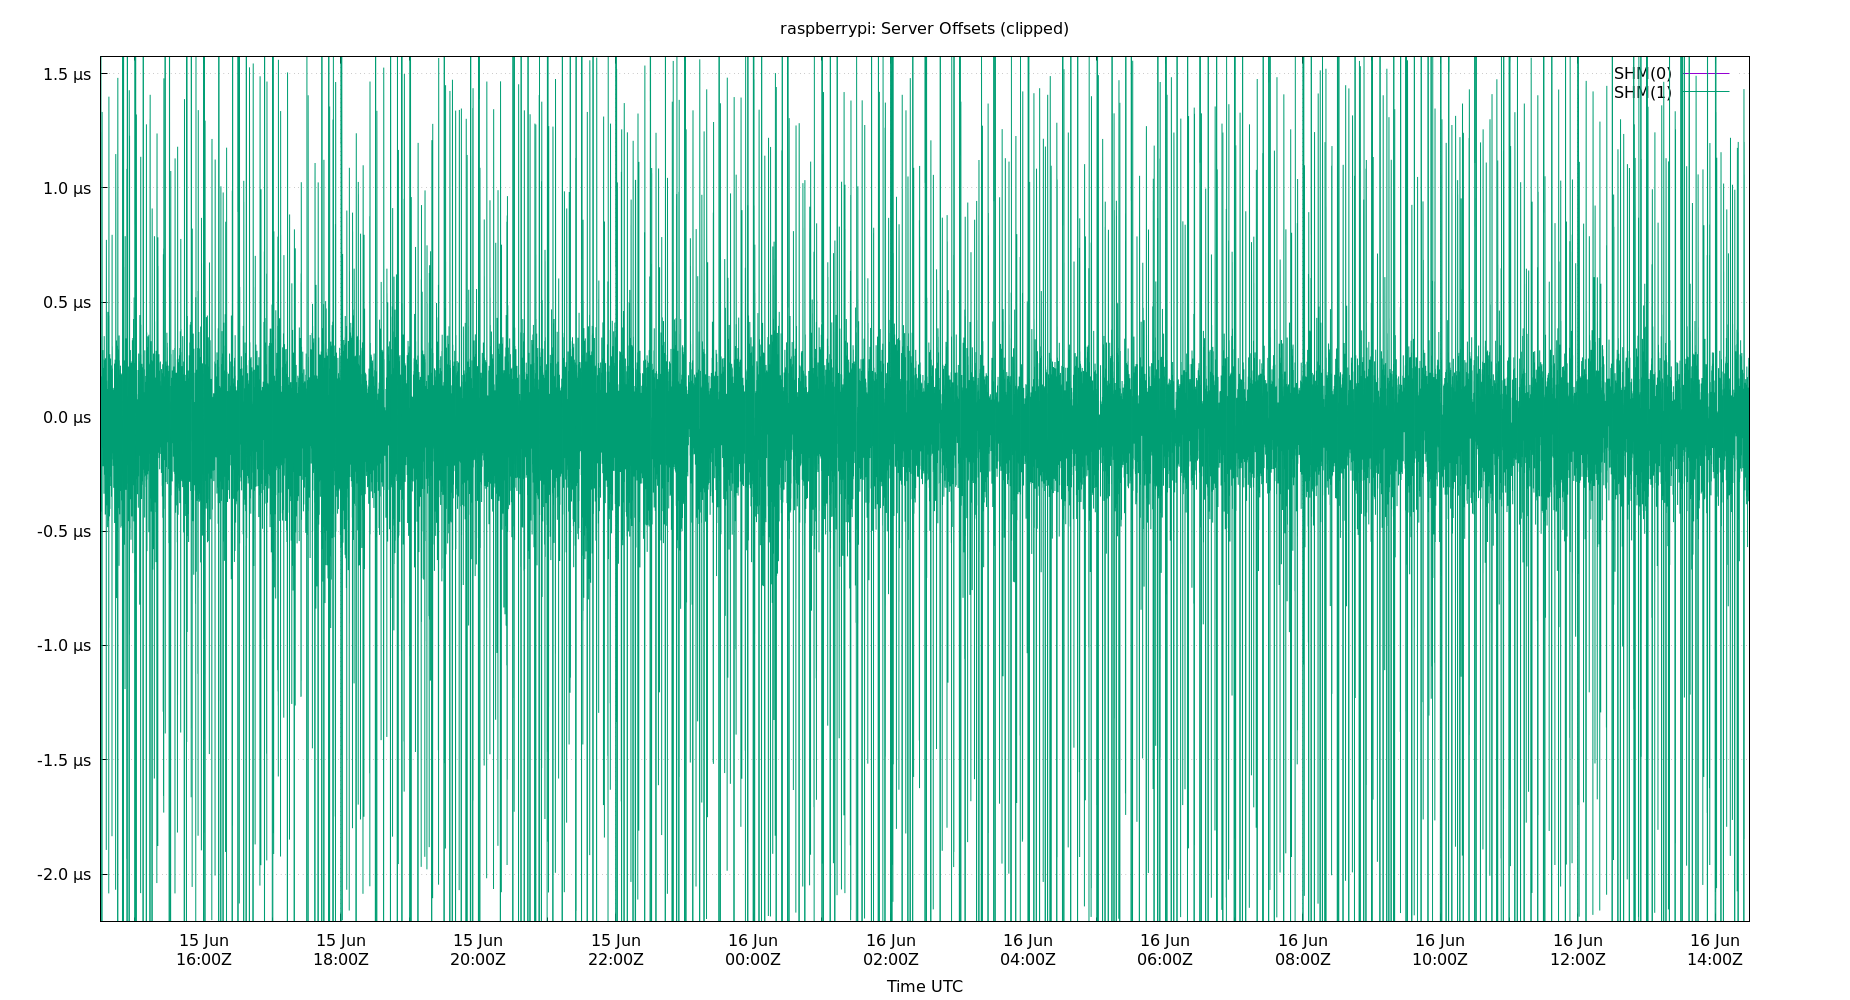 raspberrypi: Server Offsets (clipped)
SHM(0)
SHM(1)
1.5 µs
1.0 µs
0.5 µs
0.0 µs
-0.5 µs
-1.0 µs
-1.5 µs
-2.0 µs
15 Jun 15 Jun 15 Jun 15 Jun 16 Jun 16 Jun 16 Jun 16 Jun 16 Jun 16 Jun 16 Jun 16 Jun
16:00Z 18:00Z 20:00Z 22:00Z 00:00Z 02:00Z 04:00Z 06:00Z 08:00Z 10:00Z 12:00Z 14:00Z
Time UTC